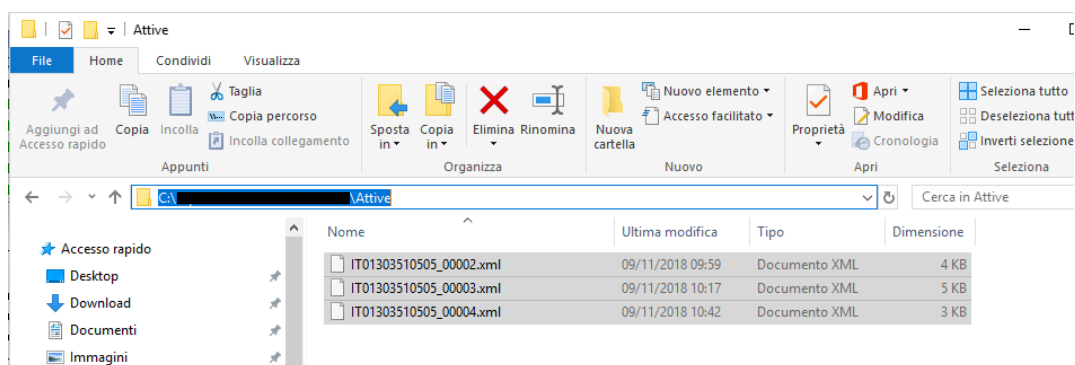 Attive
File Home Condividi Visualizza
Aggiungi ad Accesso rapido
Copia
Incolla
Taglia
Copia percorso
Incolla collegamento
Appunti
Sposta in
Copia in
Elimina
Rinomina
Organizza
Nuova cartella
Nuovo elemento
Accesso facilitato
Nuovo
Proprietà
Apri
Modifica
Cronologia
Apri
Seleziona tutto
Deseleziona tutt
Inverti selezione
Seleziona
C:\ \Attive
Cerca in Attive
Accesso rapido
Desktop
Download
Documenti
Immagini
Nome Ultima modifica Tipo Dimensione
IT01303510505_00002.xml 09/11/2018 09:59 Documento XML 4 KB
IT01303510505_00003.xml 09/11/2018 10:17 Documento XML 5 KB
IT01303510505_00004.xml 09/11/2018 10:42 Documento XML 3 KB